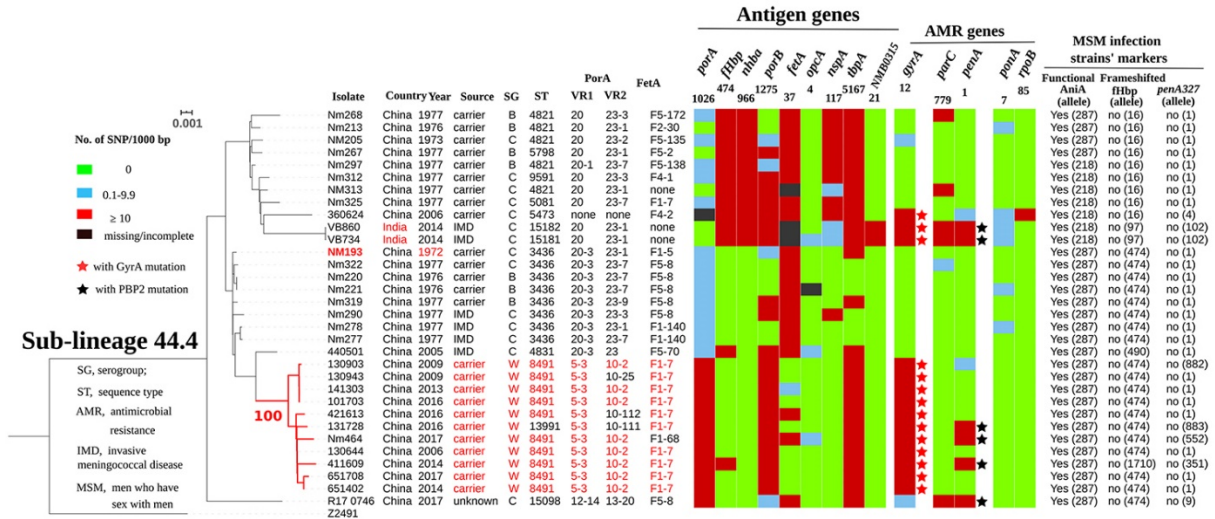 Antigen genes
AMR genes
MSM infection
strains' markers
porA fHbp nhba porB fetA opcA nspA tbpA NMB0315 gyrA parC penA ponA rpoB
Functional Frameshifted penA327
AniA fHbp
(allele) (allele) (allele)
1026 474 966 1275 37 4 117 5167 21 12 779 1 7 85
PorA
FetA
Isolate Country Year Source SG ST VR1 VR2
0.001
No. of SNP/1000 bp
0
0.1-9.9
≥ 10
missing/incomplete
with GyrA mutation
with PBP2 mutation
Sub-lineage 44.4
SG, serogroup;
ST, sequence type
AMR, antimicrobial
resistance
IMD, invasive
meningococcal disease
MSM, men who have
sex with men
100
Nm268 China 1977 carrier B 4821 20 23-3 F5-172 Yes (287) no (16) no (1)
Nm213 China 1976 carrier B 4821 20 23-1 F2-30 Yes (287) no (16) no (1)
NM205 China 1973 carrier C 4821 20 23-2 F5-135 Yes (287) no (16) no (1)
Nm267 China 1977 carrier B 5798 20 23-1 F5-2 Yes (287) no (16) no (1)
Nm297 China 1977 carrier B 4821 20-1 23-7 F5-138 Yes (218) no (16) no (1)
Nm312 China 1977 carrier C 9591 20 23-3 F4-1 Yes (218) no (16) no (1)
NM313 China 1977 carrier C 4821 20 23-1 none Yes (218) no (16) no (1)
Nm325 China 1977 carrier C 5081 20 23-7 F1-7 Yes (218) no (16) no (1)
360624 China 2006 carrier C 5473 none none F4-2 Yes (218) no (16) no (4)
VB860 India 2014 IMD C 15182 20 23-1 none Yes (218) no (97) no (102)
VB734 India 2014 IMD C 15181 20 23-1 none Yes (218) no (97) no (102)
NM193 China 1972 carrier C 3436 20-3 23-1 F1-5 Yes (287) no (474) no (1)
Nm322 China 1977 carrier C 3436 20-3 23-7 F5-8 Yes (287) no (474) no (1)
Nm220 China 1976 carrier B 3436 20-3 23-7 F5-8 Yes (287) no (474) no (1)
Nm221 China 1976 carrier B 3436 20-3 23-7 F5-8 Yes (287) no (474) no (1)
Nm319 China 1977 carrier B 3436 20-3 23-9 F5-8 Yes (287) no (474) no (1)
Nm290 China 1977 IMD C 3436 20-3 23-3 F5-8 Yes (287) no (474) no (1)
Nm278 China 1977 IMD C 3436 20-3 23-1 F1-140 Yes (287) no (474) no (1)
Nm277 China 1977 IMD C 3436 20-3 23-1 F1-140 Yes (287) no (474) no (1)
440501 China 2005 IMD C 4831 20-3 23 F5-70 Yes (287) no (490) no (1)
130903 China 2009 carrier W 8491 5-3 10-2 F1-7 Yes (287) no (474) no (882)
130943 China 2009 carrier W 8491 5-3 10-25 F1-7 Yes (287) no (474) no (1)
141303 China 2013 carrier W 8491 5-3 10-2 F1-7 Yes (287) no (474) no (1)
101703 China 2016 carrier W 8491 5-3 10-2 F1-7 Yes (287) no (474) no (1)
421613 China 2016 carrier W 8491 5-3 10-112 F1-7 Yes (287) no (474) no (1)
131728 China 2016 carrier W 13991 5-3 10-111 F1-7 Yes (287) no (474) no (883)
Nm464 China 2017 carrier W 8491 5-3 10-2 F1-68 Yes (287) no (474) no (552)
130644 China 2006 carrier W 8491 5-3 10-2 F1-7 Yes (287) no (474) no (1)
411609 China 2014 carrier W 8491 5-3 10-2 F1-7 Yes (287) no (1710) no (351)
651708 China 2017 carrier W 8491 5-3 10-2 F1-7 Yes (287) no (474) no (1)
651402 China 2014 carrier W 8491 5-3 10-2 F1-7 Yes (287) no (474) no (1)
R17 0746 China 2017 unknown C 15098 12-14 13-20 F5-8 Yes (287) no (474) no (9)
Z2491